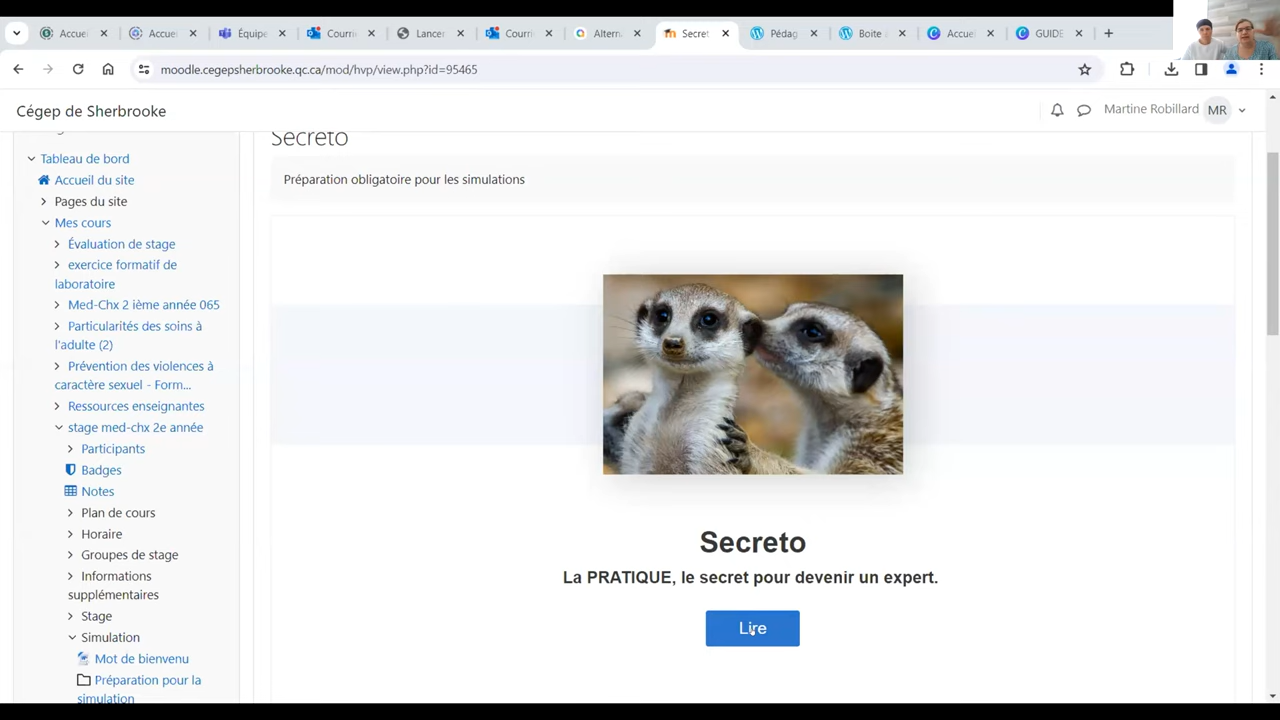 Accuei
Accuei
Équipe
Courri
Lancer
Courri
Altern
Secret
Pédag
Boite
Accuei
GUIDE
moodle.cegepsherbrooke.qc.ca/mod/hvp/view.php?id=95465
Cégep de Sherbrooke
Martine Robillard
MR
Tableau de bord
Accueil du site
Pages du site
Mes cours
Évaluation de stage
exercice formatif de
laboratoire
Med-Chx 2 ième année 065
Particularités des soins à
l'adulte (2)
Prévention des violences à
caractère sexuel - Form...
Ressources enseignantes
stage med-chx 2e année
Participants
Badges
Notes
Plan de cours
Horaire
Groupes de stage
Informations
supplémentaires
Stage
Simulation
Mot de bienvenu
Préparation pour la
simulation
Secreto
Préparation obligatoire pour les simulations
Secreto
La PRATIQUE, le secret pour devenir un expert.
Lire